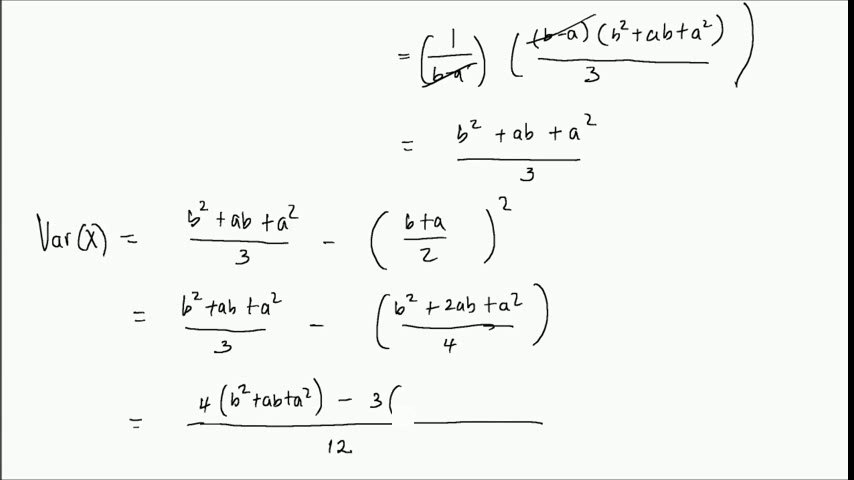 = (1/(b-a)) ((b-a)(b²+ab+a²)/3)
= (b² + ab + a²)/3
Var(X) = (b²+ab+a²)/3 - ((b+a)/2)²
= (b²+ab+a²)/3 - ((b²+2ab+a²)/4)
= (4(b²+ab+a²) - 3( )/12